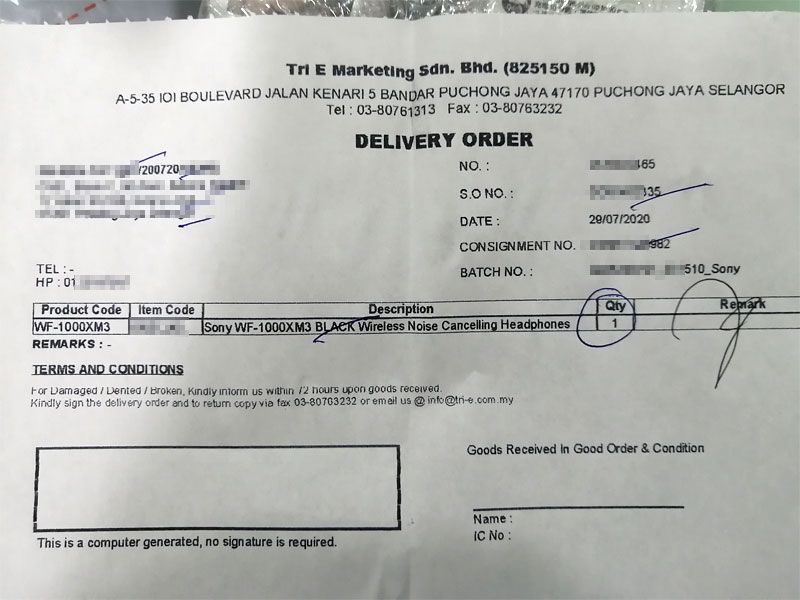 Tri E Marketing Sdn. Bhd. (825150 M)
A-5-35 IOI BOULEVARD JALAN KENARI 5 BANDAR PUCHONG JAYA 47170 PUCHONG JAYA SELANGOR
Tel : 03-80761313 Fax : 03-80763232
DELIVERY ORDER
/200720
NO. : 465
S.O NO. : 335
DATE : 29/07/2020
CONSIGNMENT NO. 982
TEL : -
BATCH NO. : 510_Sony
HP : 01
Product Code Item Code Description Qty Remark
WF-1000XM3 Sony WF-1000XM3 BLACK Wireless Noise Cancelling Headphones 1
REMARKS : -
TERMS AND CONDITIONS
For Damaged / Dented / Broken, Kindly inform us within 72 hours upon goods received.
Kindly sign the delivery order and to return copy via fax 03-80763232 or email us @ info@tri-e.com.my
Goods Received In Good Order & Condition
Name :
IC No :
This is a computer generated, no signature is required.